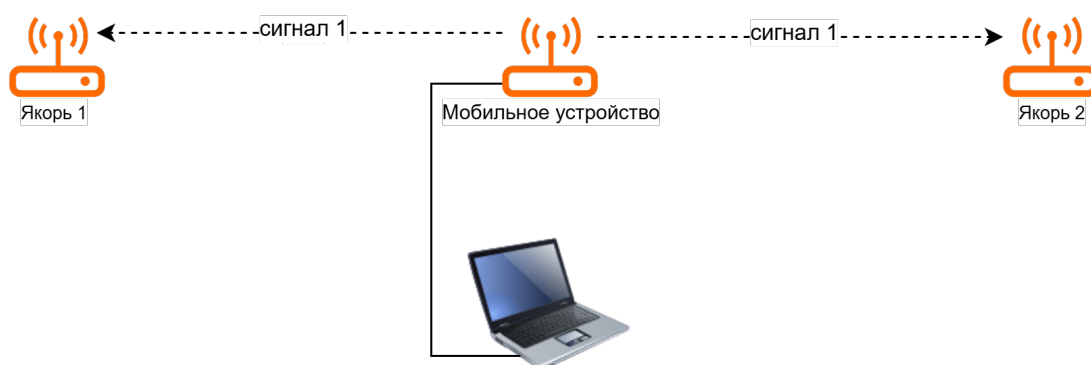 сигнал 1
сигнал 1
Якорь 1
Мобильное устройство
Якорь 2